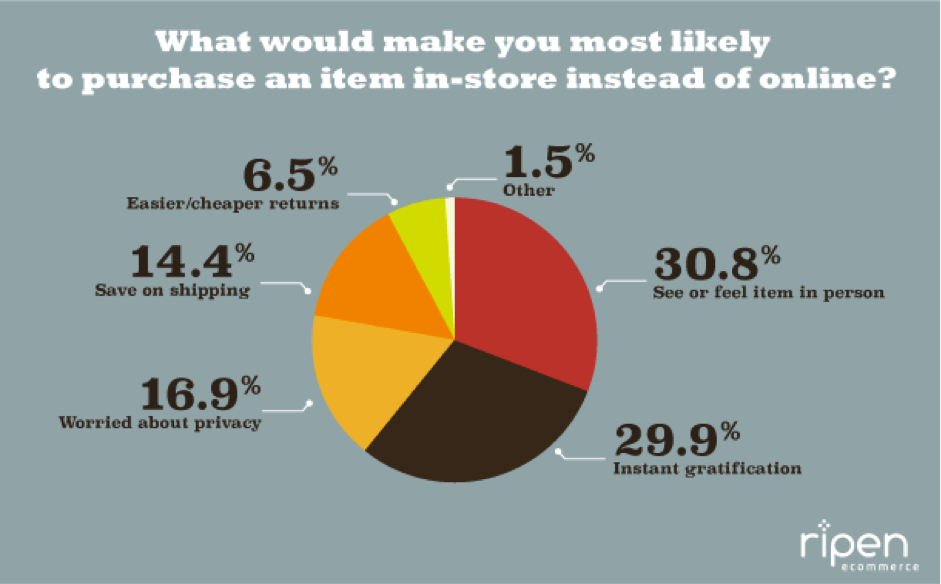 What would make you most likely
to purchase an item in-store instead of online?
1.5%
Other
6.5%
Easier/cheaper returns
14.4%
Save on shipping
30.8%
See or feel item in person
16.9%
Worried about privacy
29.9%
Instant gratification
ripen
ecommerce